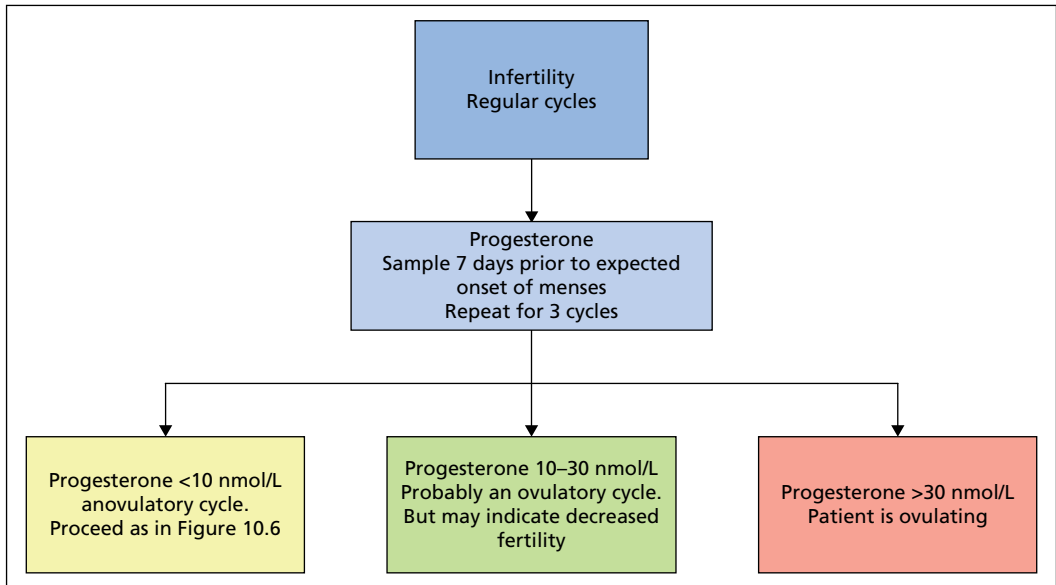 Infertility
Regular cycles
Progesterone
Sample 7 days prior to expected
onset of menses
Repeat for 3 cycles
Progesterone <10 nmol/L
anovulatory cycle.
Proceed as in Figure 10.6
Progesterone 10–30 nmol/L
Probably an ovulatory cycle.
But may indicate decreased
fertility
Progesterone >30 nmol/L
Patient is ovulating